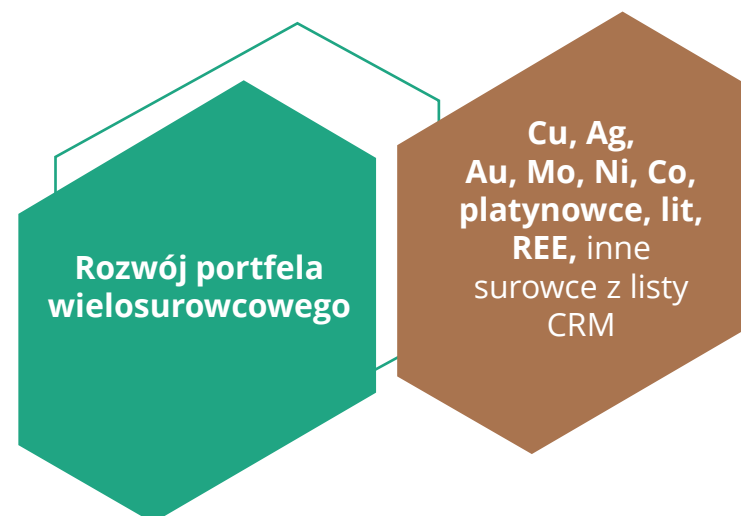 Rozwój portfela
wielosurowcowego
Cu, Ag,
Au, Mo, Ni, Co,
platynowce, lit,
REE, inne
surowce z listy
CRM